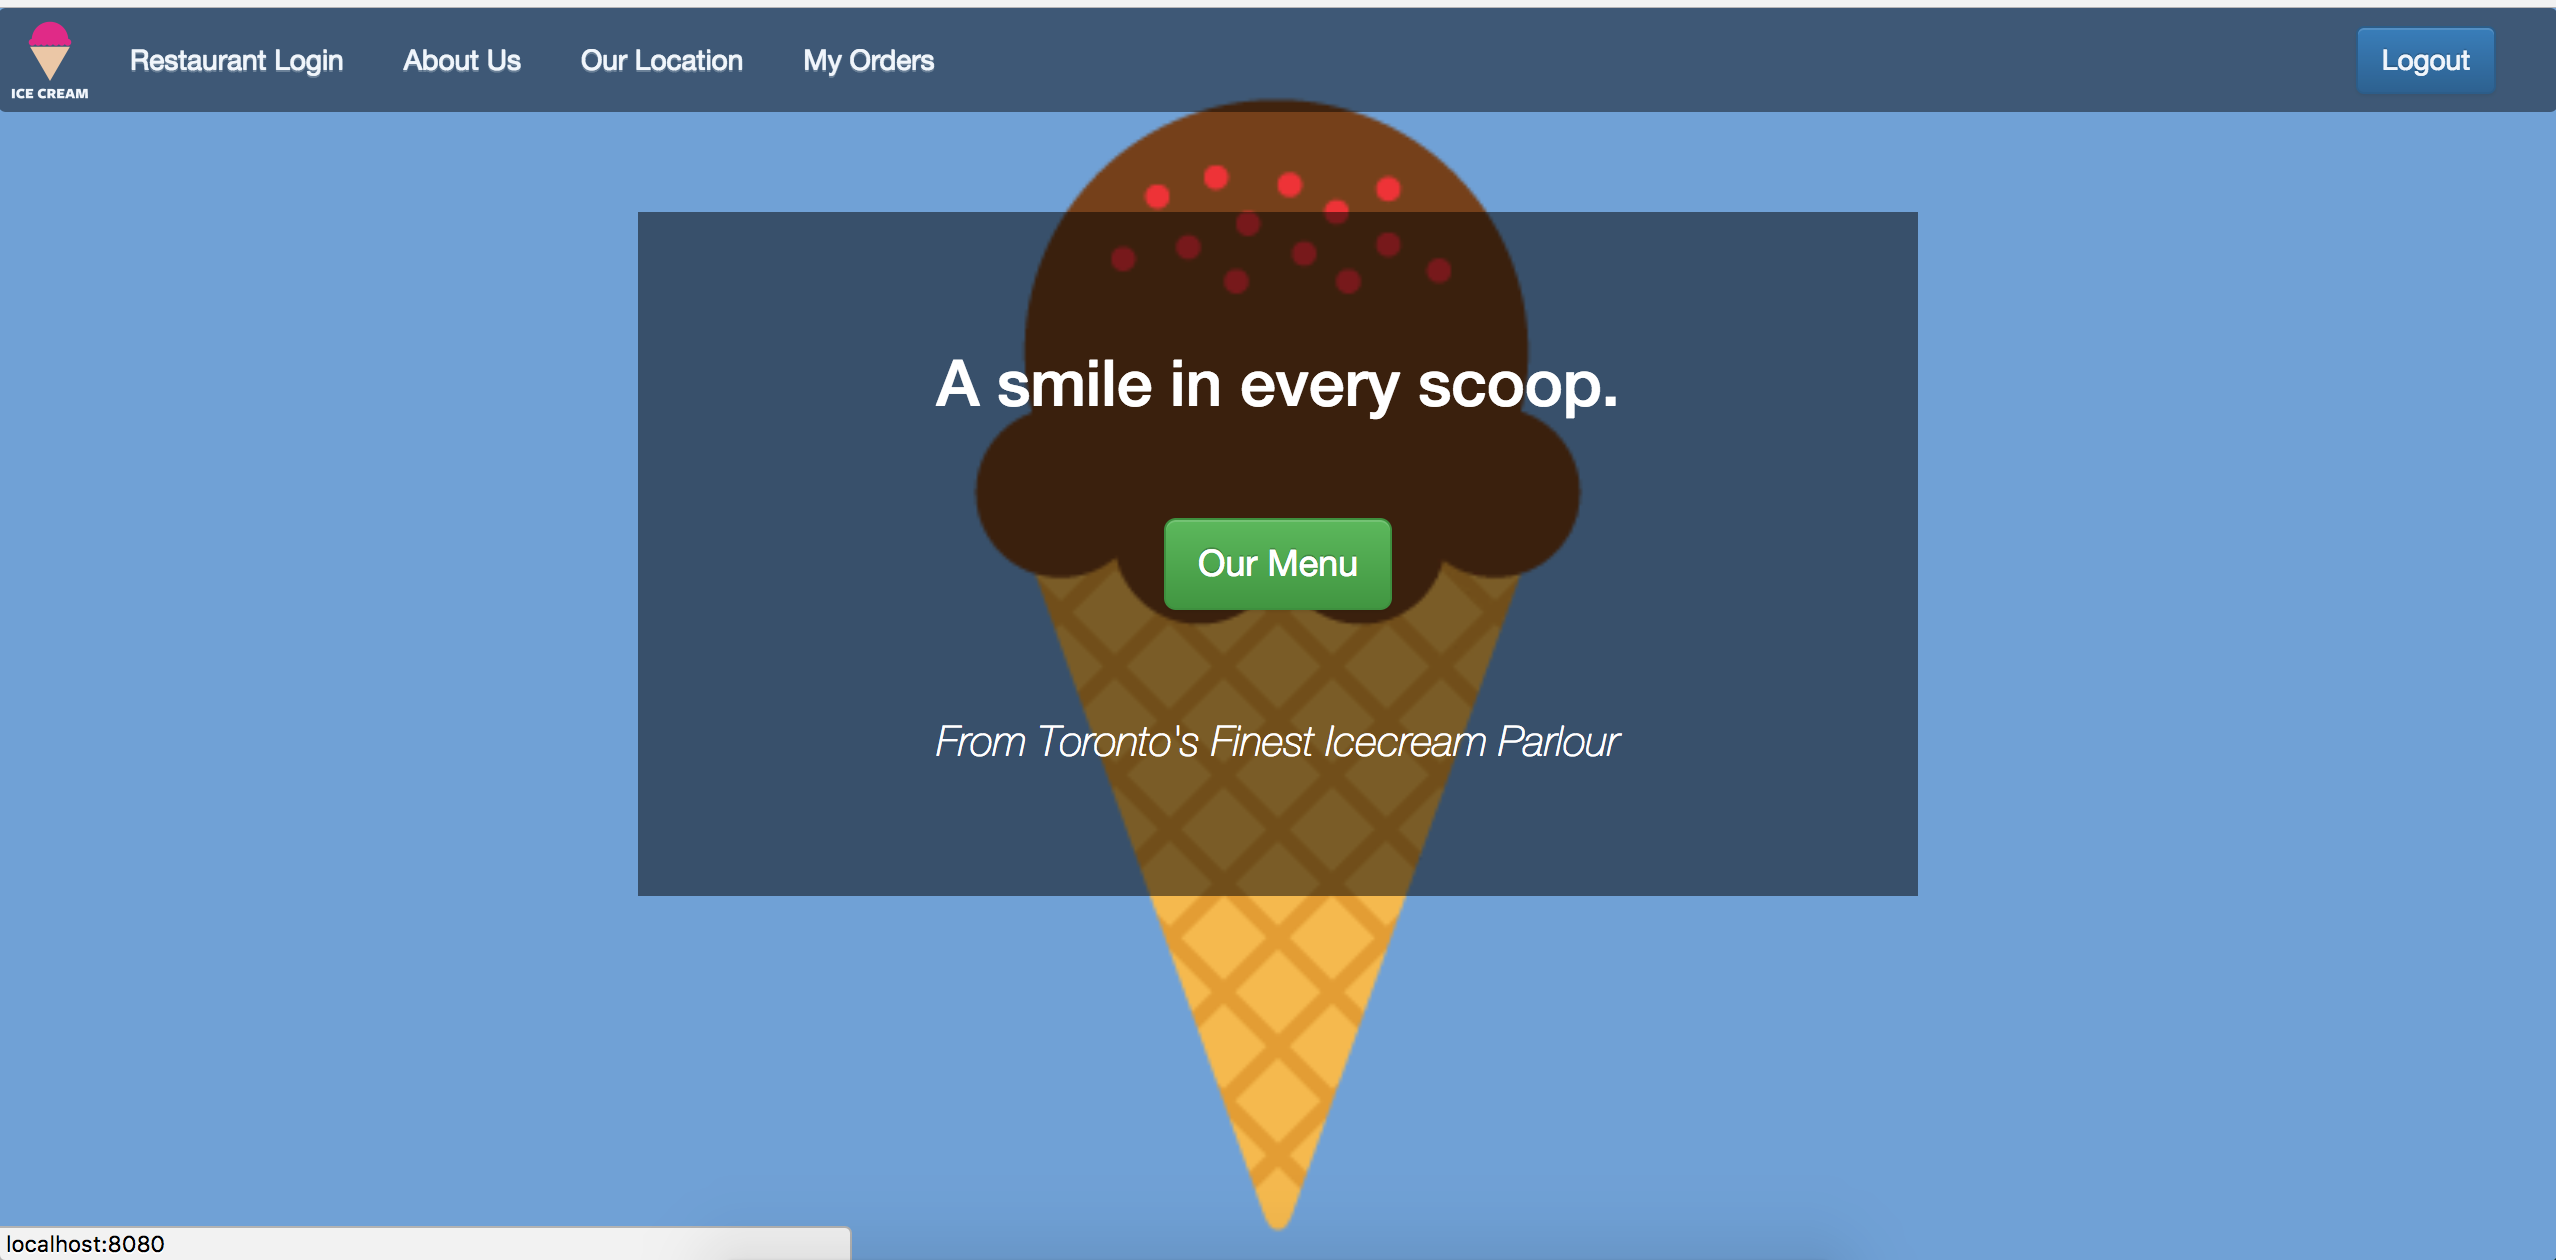 ICE CREAM
Restaurant Login About Us Our Location My Orders Logout
A smile in every scoop.
Our Menu
From Toronto's Finest Icecream Parlour
localhost:8080